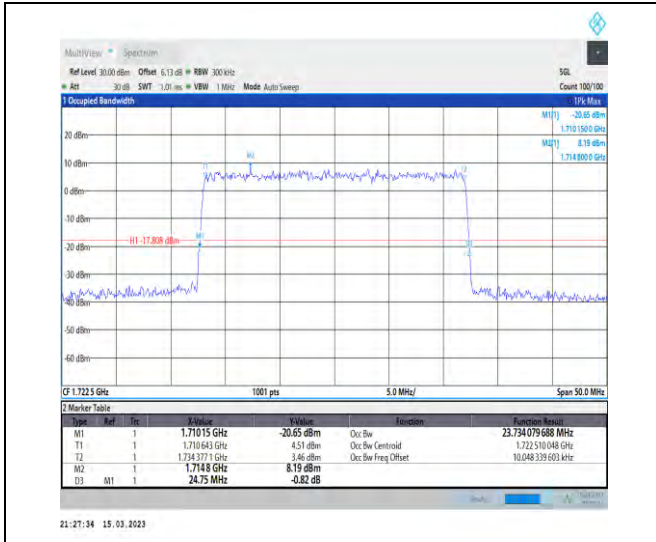 MultiView Spectrum
Ref Level 30.00 dBm Offset 6.13 dB RBW 300 kHz SGL
Att 30 dB SWT 1.01 ms VBW 1 MHz Mode Auto Sweep Count 100/100
1 Occupied Bandwidth 1Pk Max
M1[1] -20.65 dBm
1.7101500 GHz
20 dBm
M2[1] 8.19 dBm
1.7148000 GHz
M2
T1 T2
10 dBm
0 dBm
-10 dBm
M1
H1 -17.808 dBm
-20 dBm
-30 dBm
-40 dBm
-50 dBm
-60 dBm
CF 1.7225 GHz 1001 pts 5.0 MHz/ Span 50.0 MHz
2 Marker Table
Type Ref Trc X-Value Y-Value Function Function Result
M1 1 1.71015 GHz -20.65 dBm Occ Bw 23.734 079 688 MHz
T1 1 1.710 643 GHz 4.51 dBm Occ Bw Centroid 1.722 510 048 GHz
T2 1 1.734 377 1 GHz 3.46 dBm Occ Bw Freq Offset 10.048 339 603 kHz
M2 1 1.7148 GHz 8.19 dBm
D3 M1 1 24.75 MHz -0.82 dB
21:27:34 15.03.2023